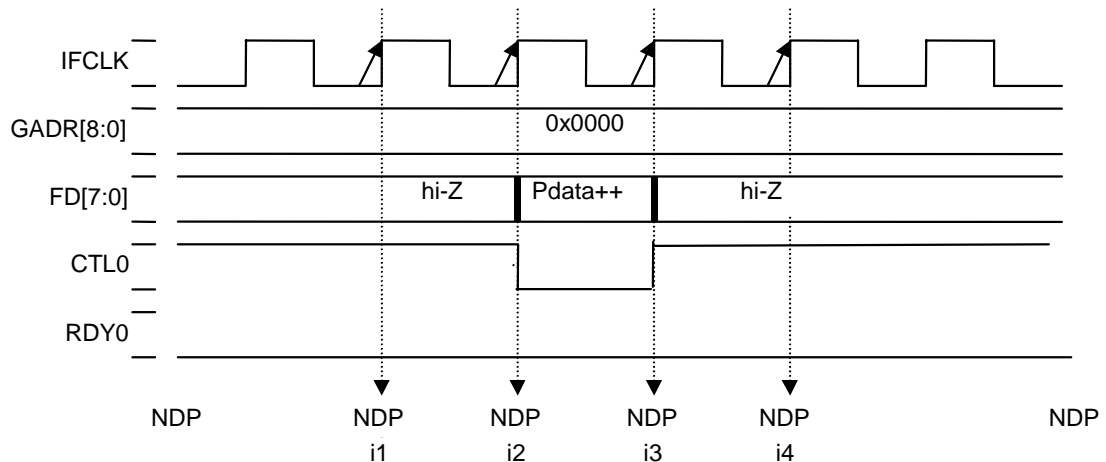 IFCLK
GADR[8:0]
0x0000
FD[7:0]
hi-Z Pdata++ hi-Z
CTL0
RDY0
NDP NDP NDP NDP NDP NDP
i1 i2 i3 i4